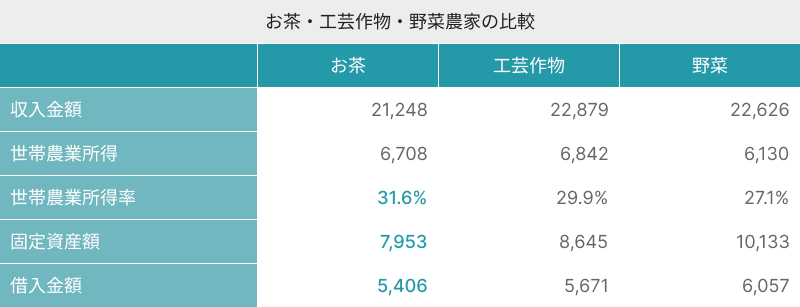 お茶・工芸作物・野菜農家の比較
お茶 工芸作物 野菜
収入金額 21,248 22,879 22,626
世帯農業所得 6,708 6,842 6,130
世帯農業所得率 31.6% 29.9% 27.1%
固定資産額 7,953 8,645 10,133
借入金額 5,406 5,671 6,057